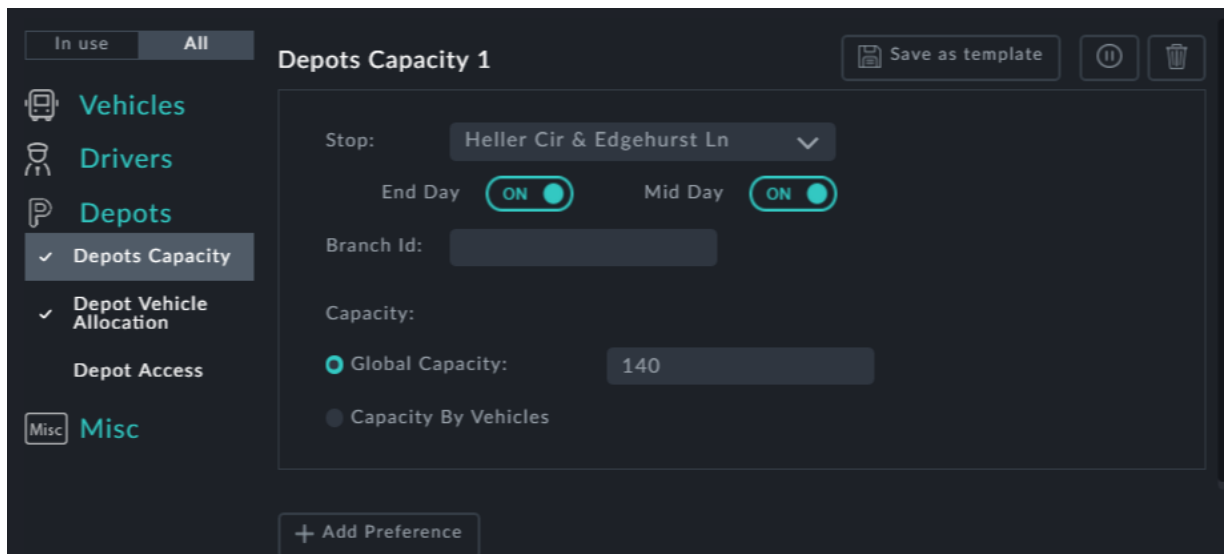 In use
All
Vehicles
Drivers
Depots
Depots Capacity
Depot Vehicle
Allocation
Depot Access
Misc
Misc
Depots Capacity 1
Save as template
Stop:
Heller Cir & Edgehurst Ln
End Day
ON
Mid Day
ON
Branch Id:
Capacity:
Global Capacity:
140
Capacity By Vehicles
+ Add Preference